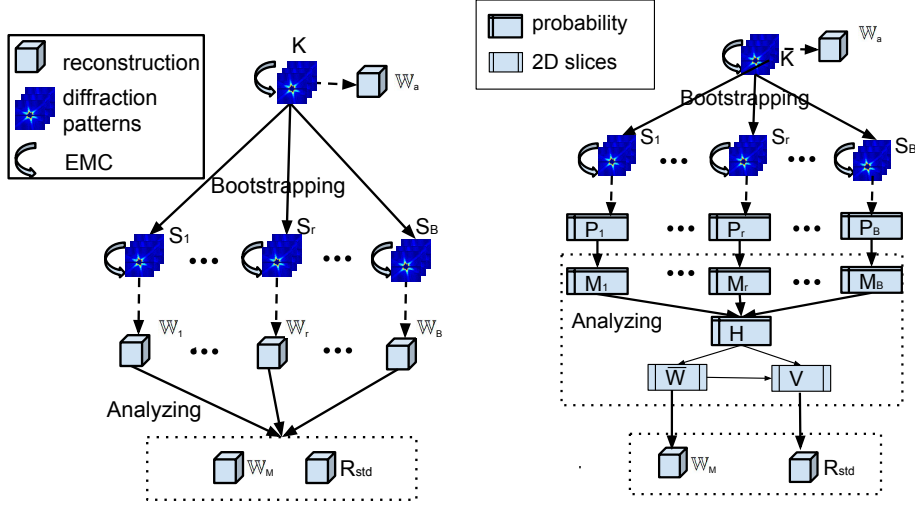 reconstruction
diffraction
patterns
EMC
K
𝕎a
Bootstrapping
S1
Sr
SB
𝕎1
𝕎r
𝕎B
Analyzing
𝕎M
Rstd
probability
2D slices
K̄
𝕎a
Bootstrapping
S1
Sr
SB
P1
Pr
PB
M1
Mr
MB
Analyzing
H
W̅
V
𝕎M
Rstd